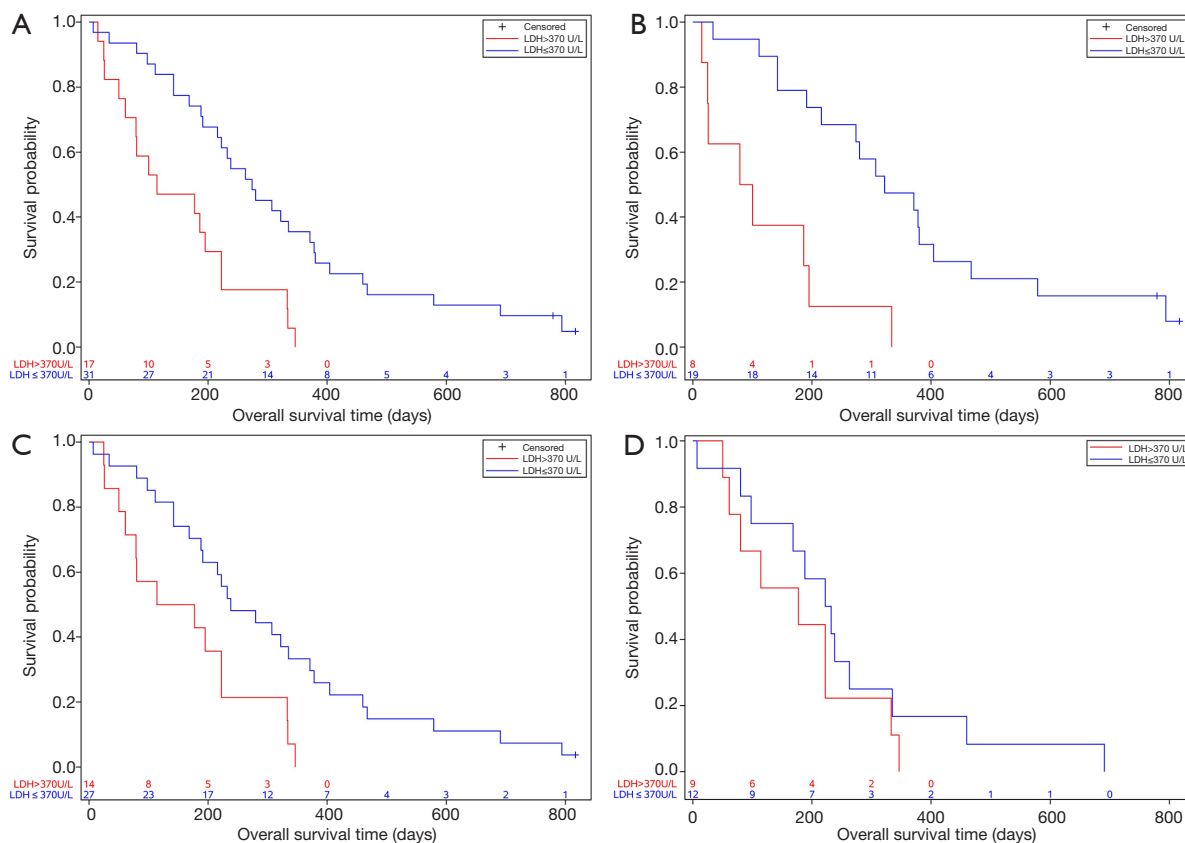 A
1.0
0.8
0.6
0.4
0.2
0.0
Survival probability
+ Censored
LDH>370 U/L
LDH≤370 U/L
LDH>370U/L 17 10 5 3 0
LDH ≤ 370U/L 31 27 21 14 8 5 4 3 1
0 200 400 600 800
Overall survival time (days)
B
1.0
0.8
0.6
0.4
0.2
0.0
Survival probability
+ Censored
LDH>370 U/L
LDH≤370 U/L
LDH>370U/L 8 4 1 1 0
LDH ≤ 370U/L 19 18 14 11 6 4 3 3 1
0 200 400 600 800
Overall survival time (days)
C
1.0
0.8
0.6
0.4
0.2
0.0
Survival probability
+ Censored
LDH>370 U/L
LDH≤370 U/L
LDH>370U/L 14 8 5 3 0
LDH ≤ 370U/L 27 23 17 12 7 4 3 2 1
0 200 400 600 800
Overall survival time (days)
D
1.0
0.8
0.6
0.4
0.2
0.0
Survival probability
LDH>370 U/L
LDH≤370 U/L
LDH>370U/L 9 6 4 2 0
LDH ≤ 370U/L 12 9 7 3 2 1 1 0
0 200 400 600 800
Overall survival time (days)